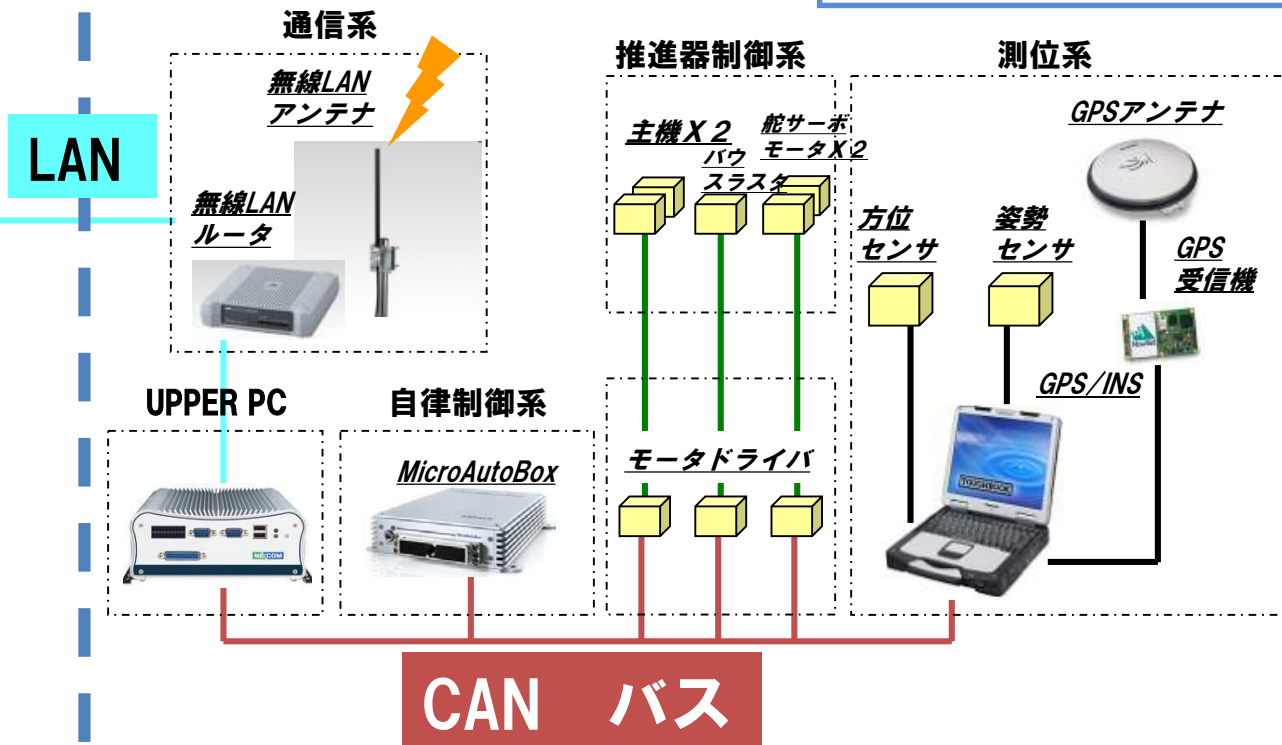 通信系
無線LAN
アンテナ
LAN
無線LAN
ルータ
推進器制御系
主機X２
バウ
スラスタ
舵サーボ
モータX２
測位系
GPSアンテナ
方位
センサ
姿勢
センサ
GPS
受信機
GPS/INS
UPPER PC
自律制御系
MicroAutoBox
モータドライバ
TOUGHBOOK
CAN　バス